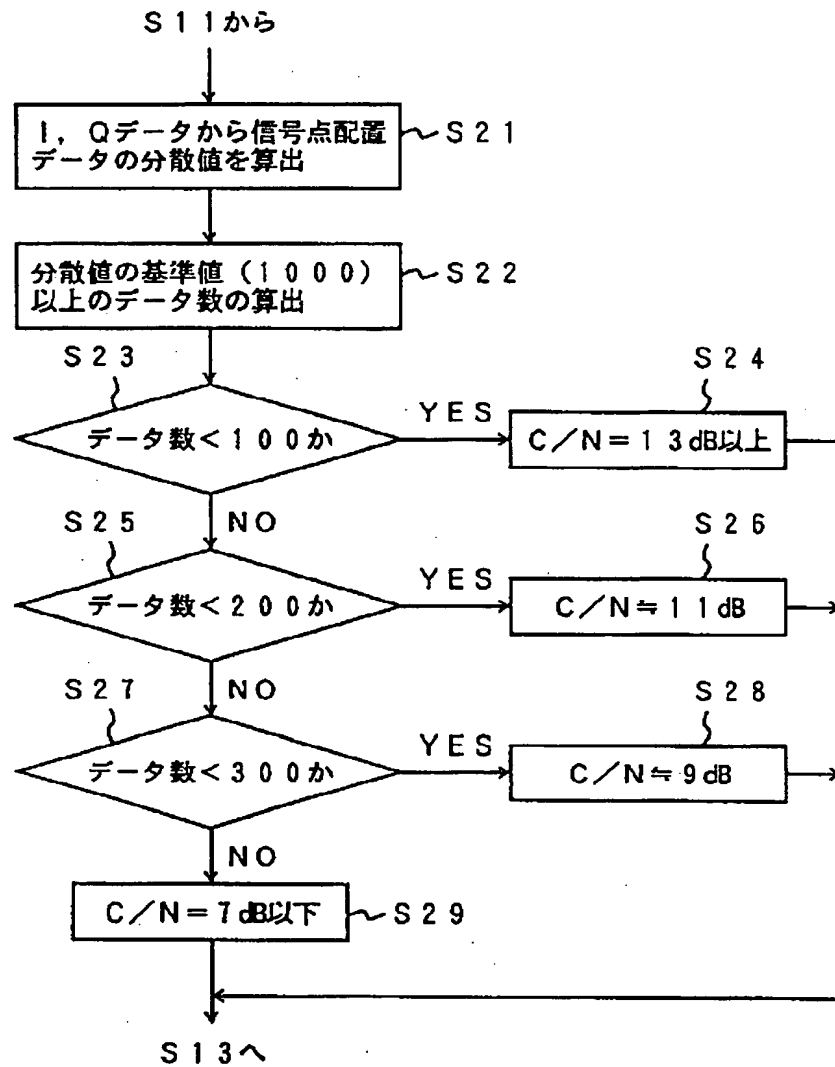 S11から
I，Qデータから信号点配置
データの分散値を算出
S21
分散値の基準値（1000）
以上のデータ数の算出
S22
S23
データ数＜100か
YES
S24
C／N＝13dB以上
NO
S25
データ数＜200か
YES
S26
C／N≒11dB
NO
S27
データ数＜300か
YES
S28
C／N≒9dB
NO
C／N＝7dB以下
S29
S13へ